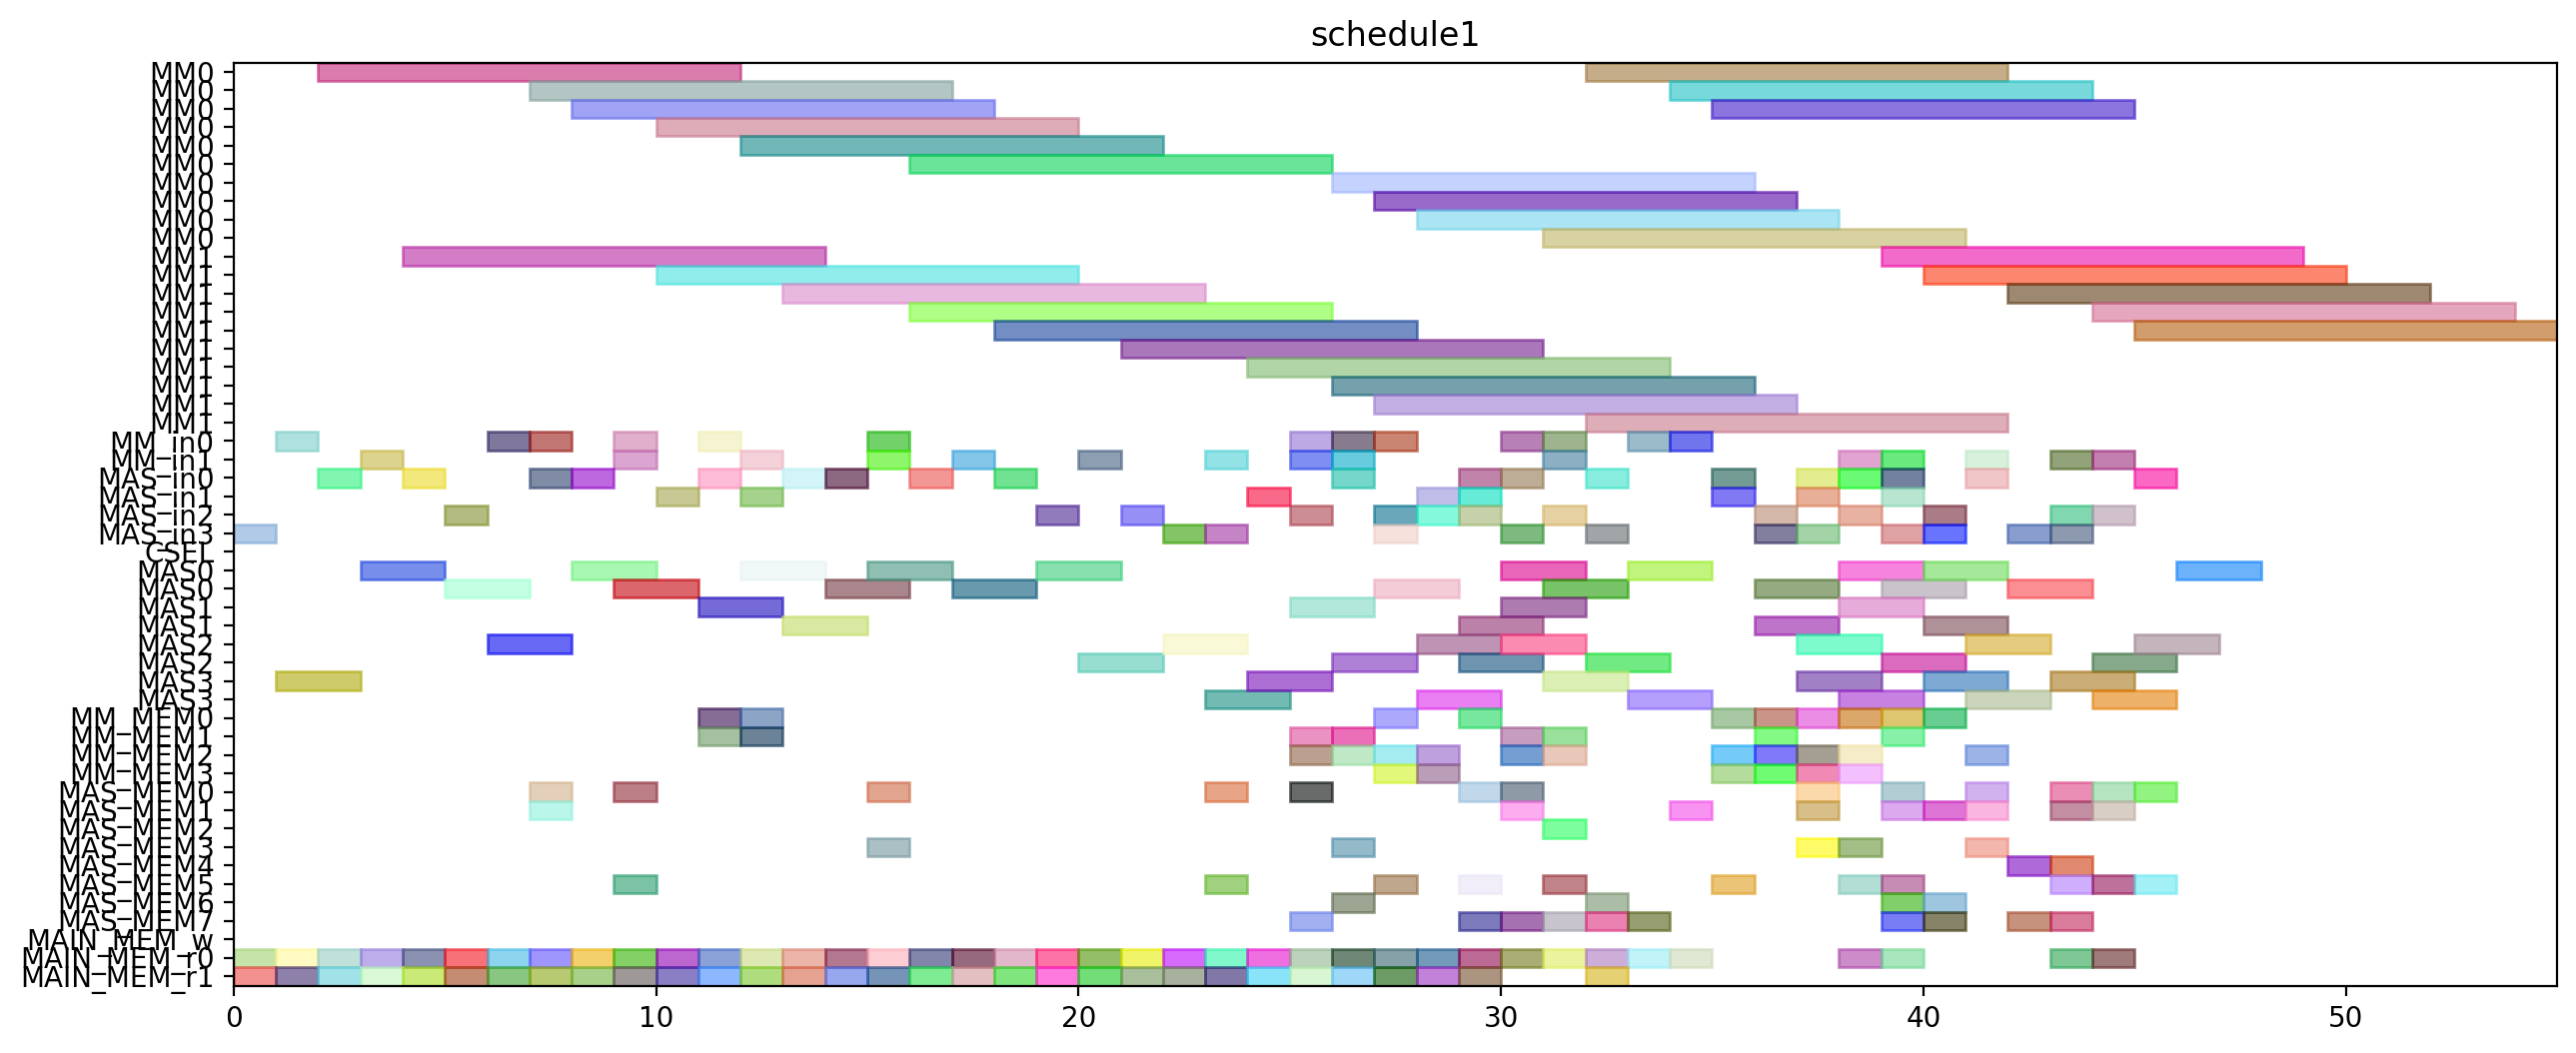 schedule1
MM0
MM0
MM0
MM0
MM0
MM0
MM0
MM0
MM0
MM0
MM1
MM1
MM1
MM1
MM1
MM1
MM1
MM1
MM1
MM1
MM_in0
MM_in1
MAS_in0
MAS_in1
MAS_in2
MAS_in3
CSEL
MAS0
MAS0
MAS1
MAS1
MAS2
MAS2
MAS3
MAS3
MM_MEM0
MM_MEM1
MM_MEM2
MM_MEM3
MAS_MEM0
MAS_MEM1
MAS_MEM2
MAS_MEM3
MAS_MEM4
MAS_MEM5
MAS_MEM6
MAS_MEM7
MAIN_MEM_w
MAIN_MEM_r0
MAIN_MEM_r1
0 10 20 30 40 50